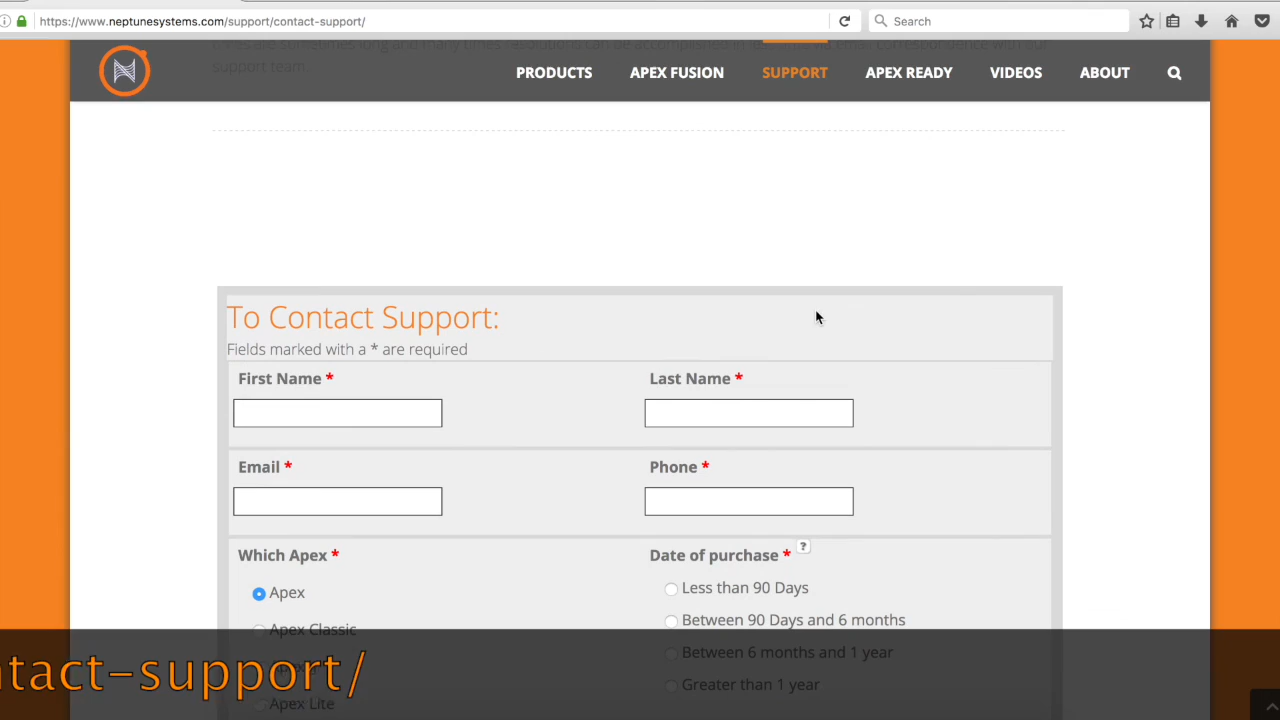 https://www.neptunesystems.com/support/contact-support/
Search
support team.
PRODUCTS APEX FUSION SUPPORT APEX READY VIDEOS ABOUT
To Contact Support:
Fields marked with a * are required
First Name * Last Name *
Email * Phone *
Which Apex * Date of purchase * ?
Apex Less than 90 Days
Between 90 Days and 6 months
Apex Classic
Between 6 months and 1 year
Greater than 1 year
Apex Lite
ntact-support/